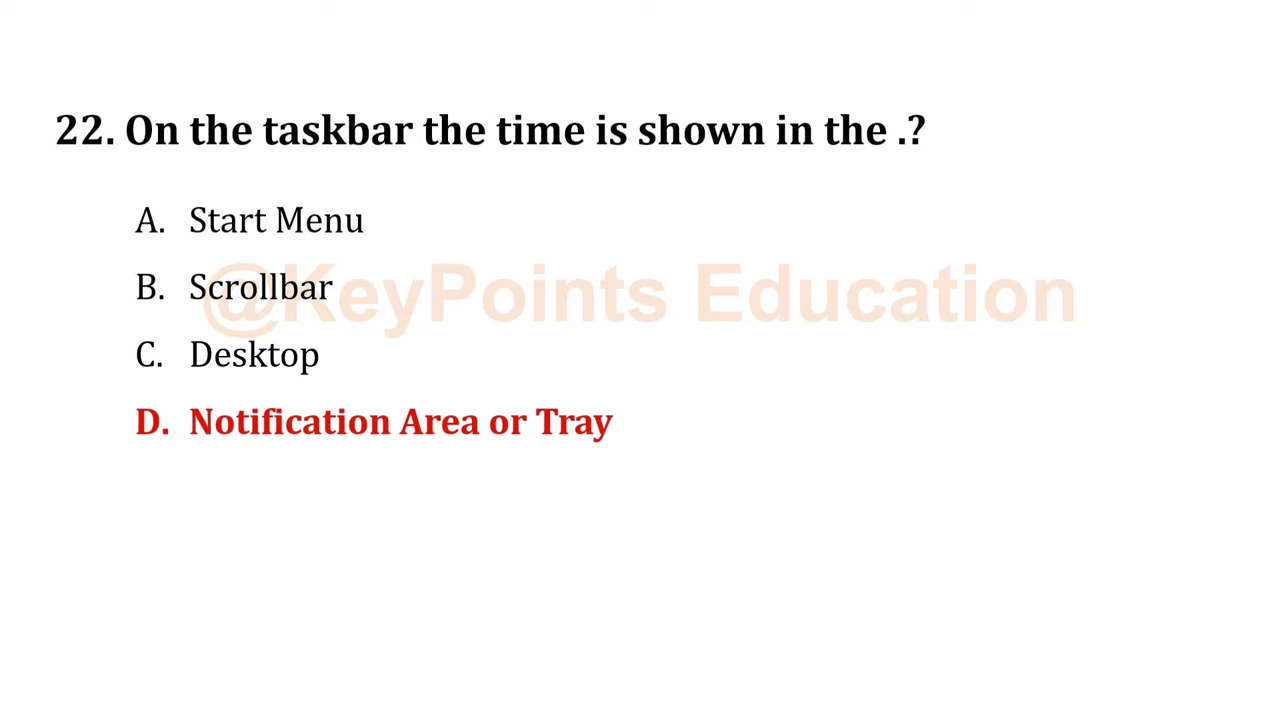 22. On the taskbar the time is shown in the .?
A. Start Menu
@KeyPoints Education
B. Scrollbar
C. Desktop
D. Notification Area or Tray